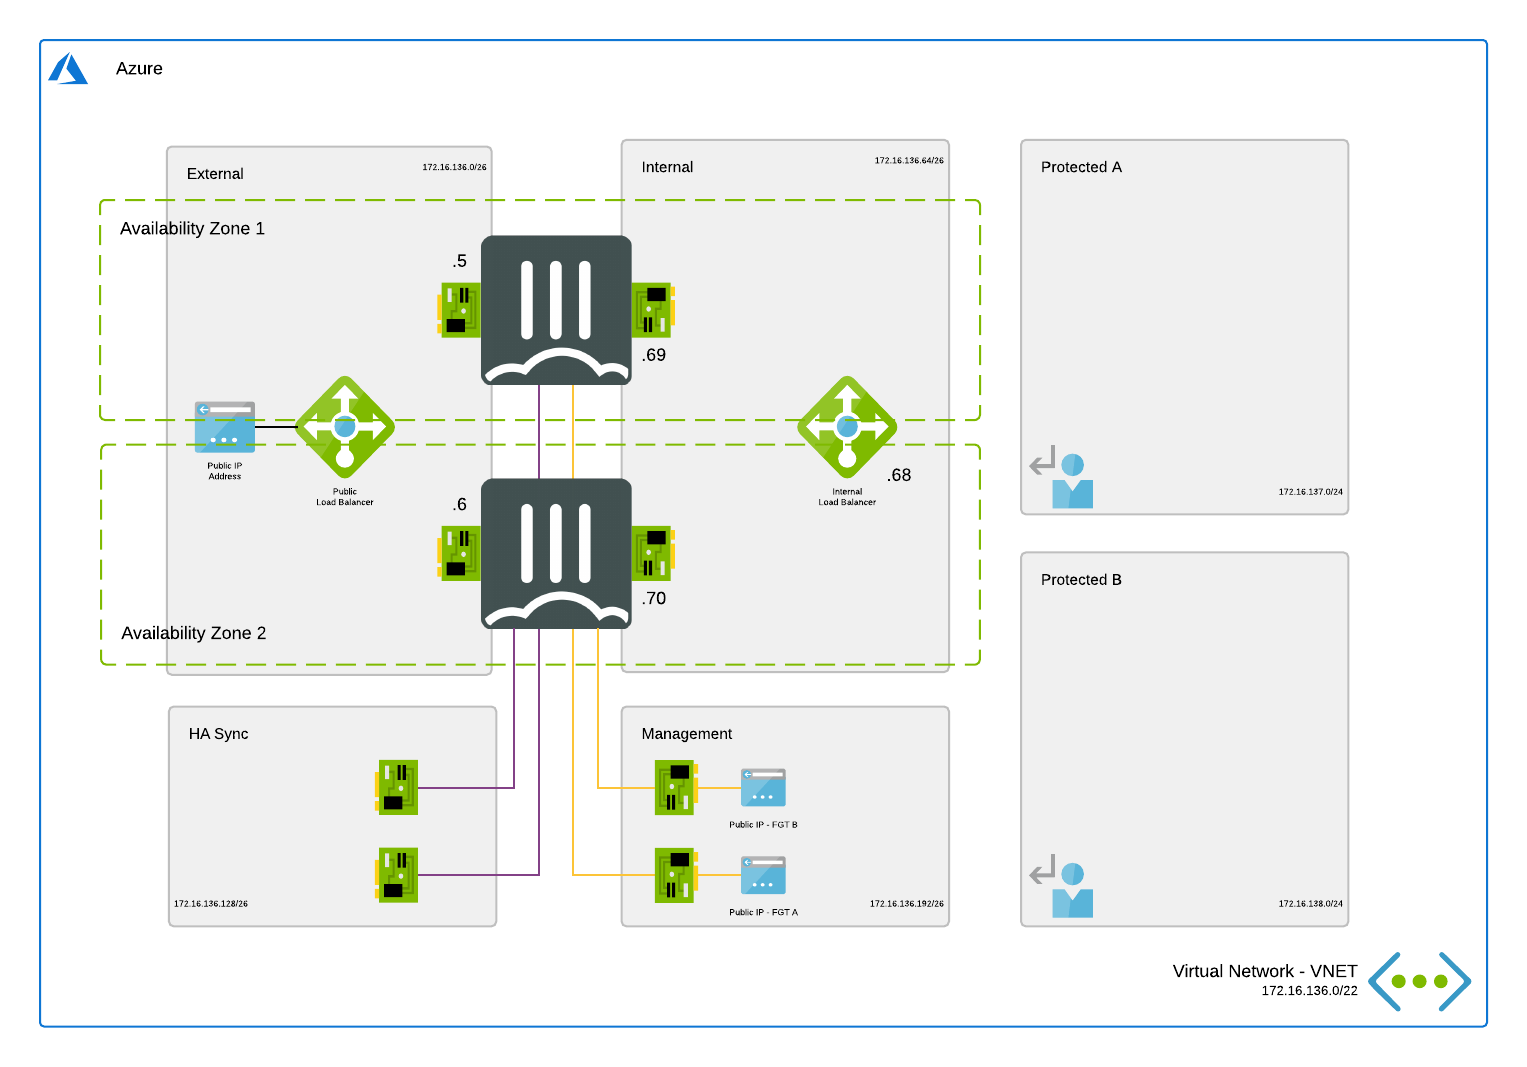 Azure
External
172.16.136.0/26
Internal
172.16.136.64/26
Protected A
Availability Zone 1
.5
.69
Public IP
Address
Public
Load Balancer
Internal
Load Balancer
.68
172.16.137.0/24
.6
.70
Availability Zone 2
Protected B
HA Sync
172.16.136.128/26
Management
Public IP - FGT B
Public IP - FGT A
172.16.136.192/26
172.16.138.0/24
Virtual Network - VNET
172.16.136.0/22